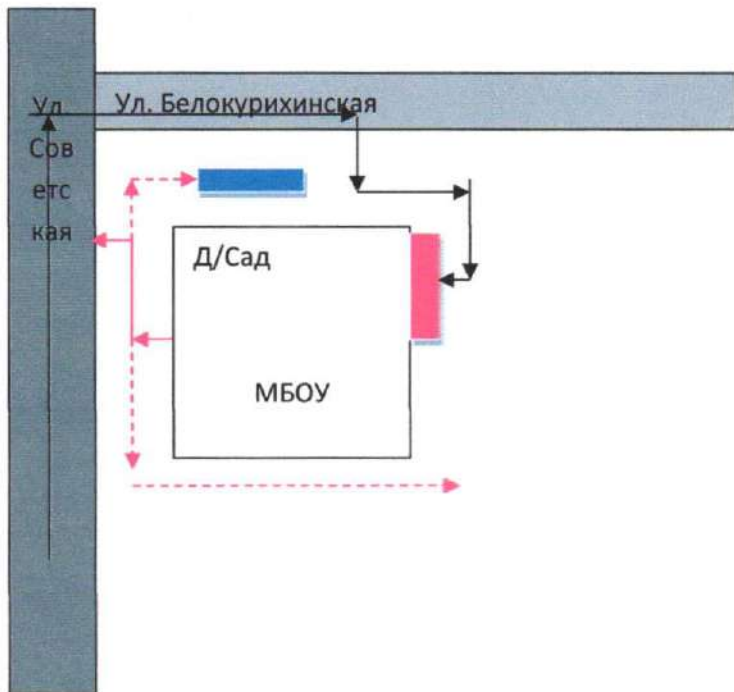 Ул
Сов
етс
кая
Ул. Белокурихинская
Д/Сад
МБОУ